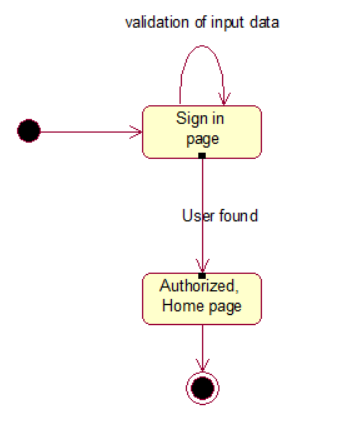 validation of input data
Sign in
page
User found
Authorized,
Home page